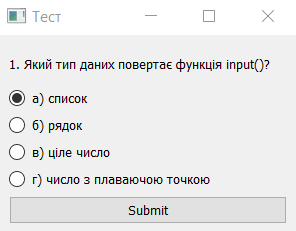 Тест
1. Який тип даних повертає функція input()?
а) список
б) рядок
в) ціле число
г) число з плаваючою точкою
Submit